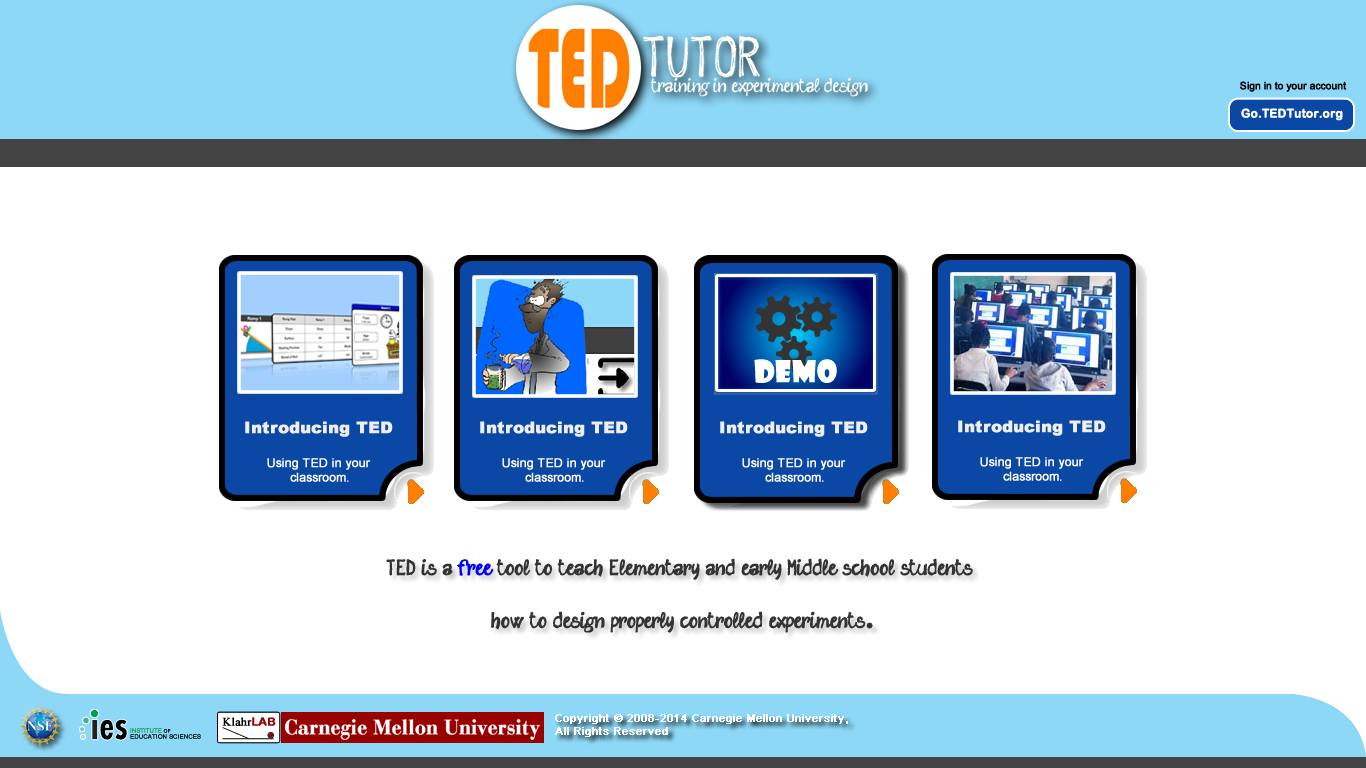 TED TUTOR
training in experimental design
Sign in to your account
Go.TEDTutor.org
DEMO
Introducing TED
Using TED in your
classroom.
Introducing TED
Using TED in your
classroom.
Introducing TED
Using TED in your
classroom.
Introducing TED
Using TED in your
classroom.
TED is a free tool to teach Elementary and early Middle school students
how to design properly controlled experiments.
NSF
ies INSTITUTE OF
EDUCATION SCIENCES
KlahrLAB
Carnegie Mellon University
Copyright © 2008-2014 Carnegie Mellon University,
All Rights Reserved